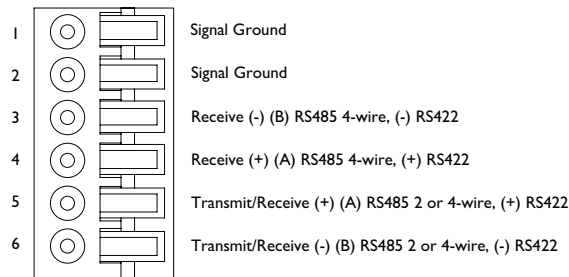 1 Signal Ground
2 Signal Ground
3 Receive (-) (B) RS485 4-wire, (-) RS422
4 Receive (+) (A) RS485 4-wire, (+) RS422
5 Transmit/Receive (+) (A) RS485 2 or 4-wire, (+) RS422
6 Transmit/Receive (-) (B) RS485 2 or 4-wire, (-) RS422